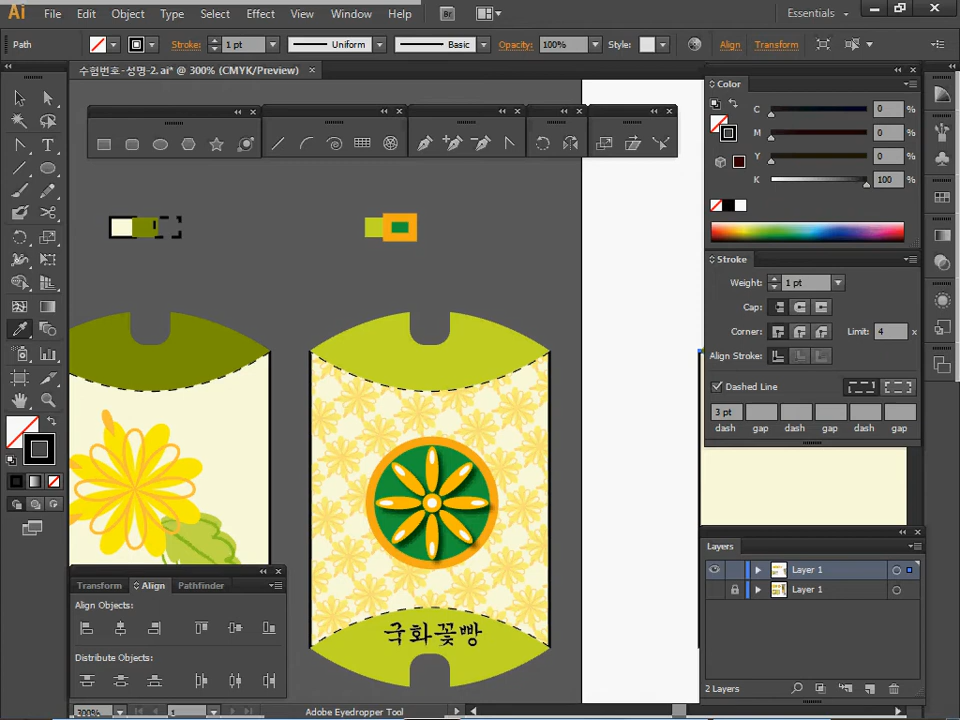 Ai File Edit Object Type Select Effect View Window Help Br Essentials
Path Stroke: 1 pt Uniform Basic Opacity: 100% Style: Align Transform
수험번호-성명-2.ai* @ 300% (CMYK/Preview)
Color
C 0 %
M 0 %
Y 0 %
K 100 %
Stroke
Weight: 1 pt
Cap:
Corner: Limit: 4 x
Align Stroke:
Dashed Line
3 pt
dash gap dash gap dash gap
국화꽃빵
Layers
Layer 1
Layer 1
2 Layers
Transform Align Pathfinder
Align Objects:
Distribute Objects:
300% 1 Adobe Eyedropper Tool